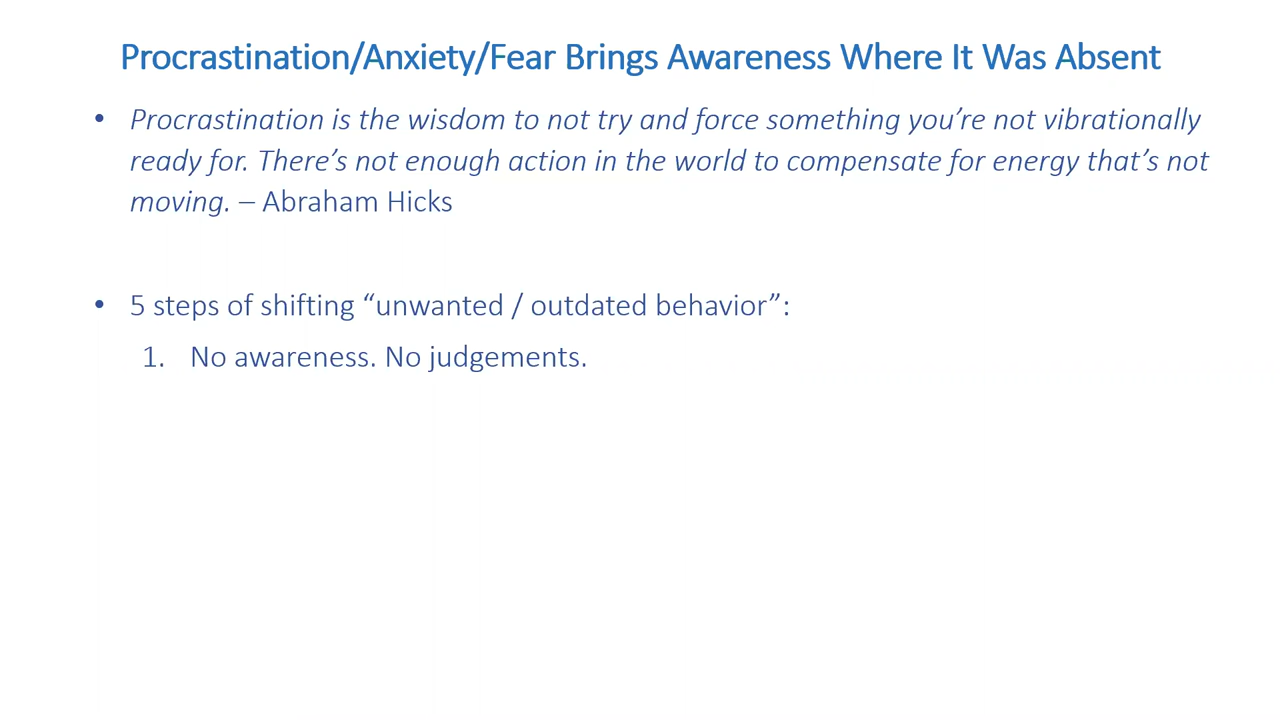 Procrastination/Anxiety/Fear Brings Awareness Where It Was Absent
• Procrastination is the wisdom to not try and force something you’re not vibrationally
ready for. There’s not enough action in the world to compensate for energy that’s not
moving. – Abraham Hicks
• 5 steps of shifting “unwanted / outdated behavior”:
1. No awareness. No judgements.